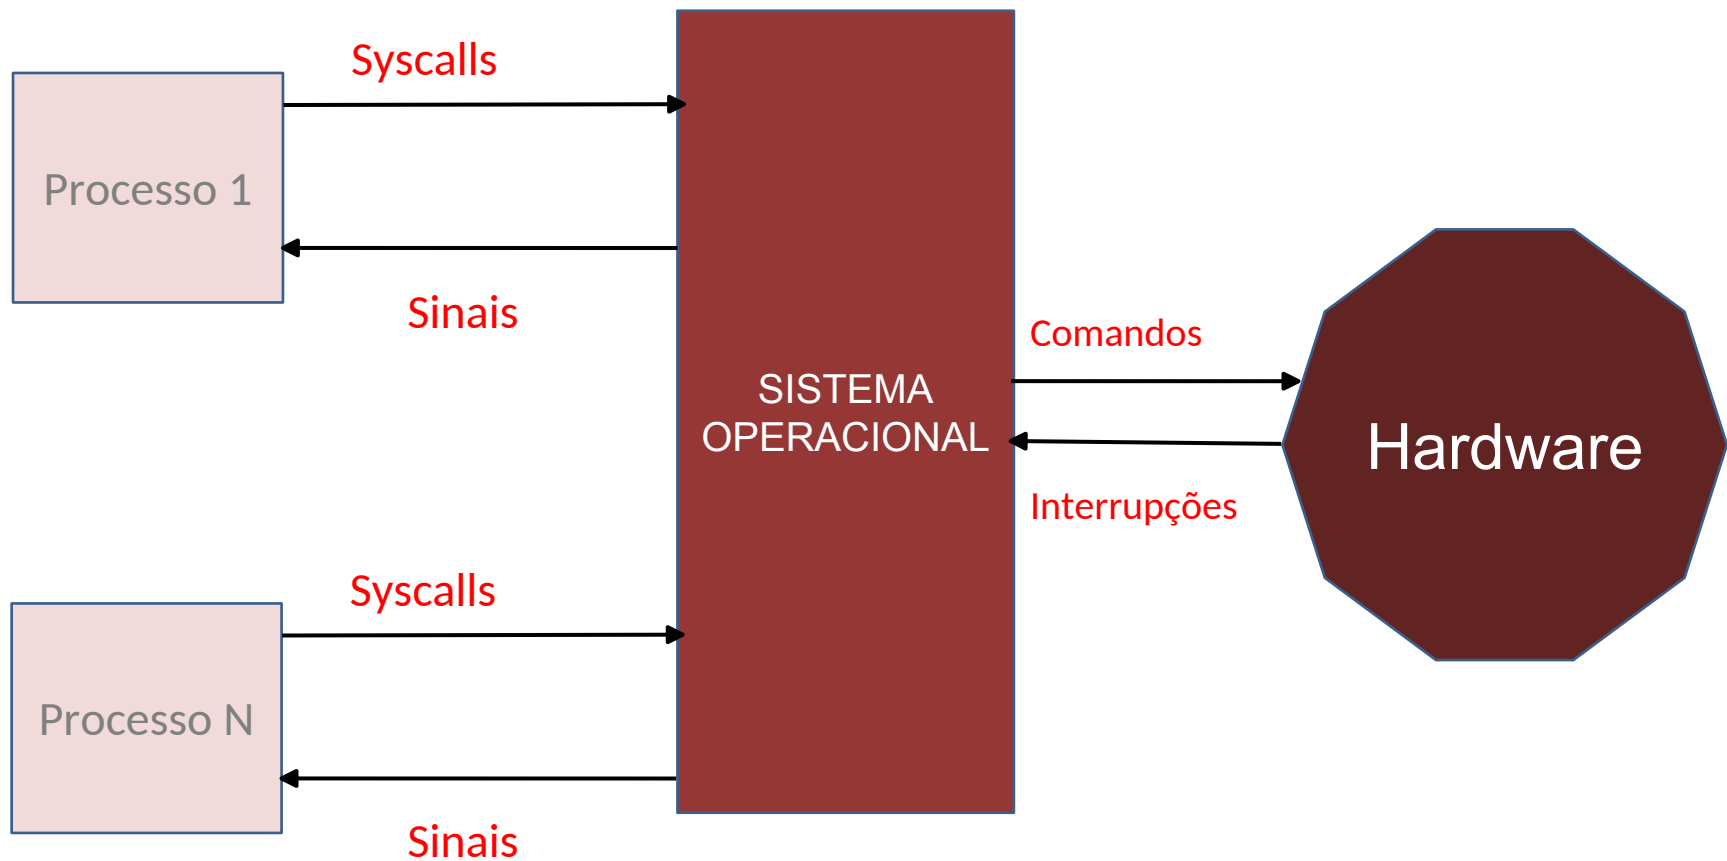 Syscalls
Processo 1
Sinais
SISTEMA
OPERACIONAL
Comandos
Hardware
Interrupções
Syscalls
Processo N
Sinais